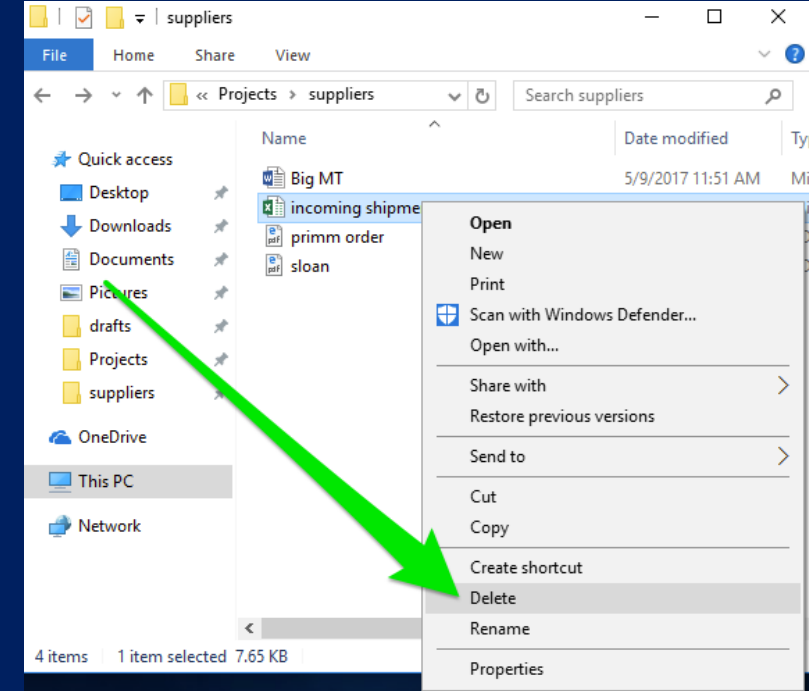 suppliers
File Home Share View
« Projects > suppliers
Search suppliers
Name Date modified Ty
Quick access
Desktop
Downloads
Documents
Pictures
drafts
Projects
suppliers
OneDrive
This PC
Network
Big MT 5/9/2017 11:51 AM Mi
incoming shipme
primm order
sloan
Open
New
Print
Scan with Windows Defender...
Open with...
Share with
Restore previous versions
Send to
Cut
Copy
Create shortcut
Delete
Rename
Properties
4 items 1 item selected 7.65 KB